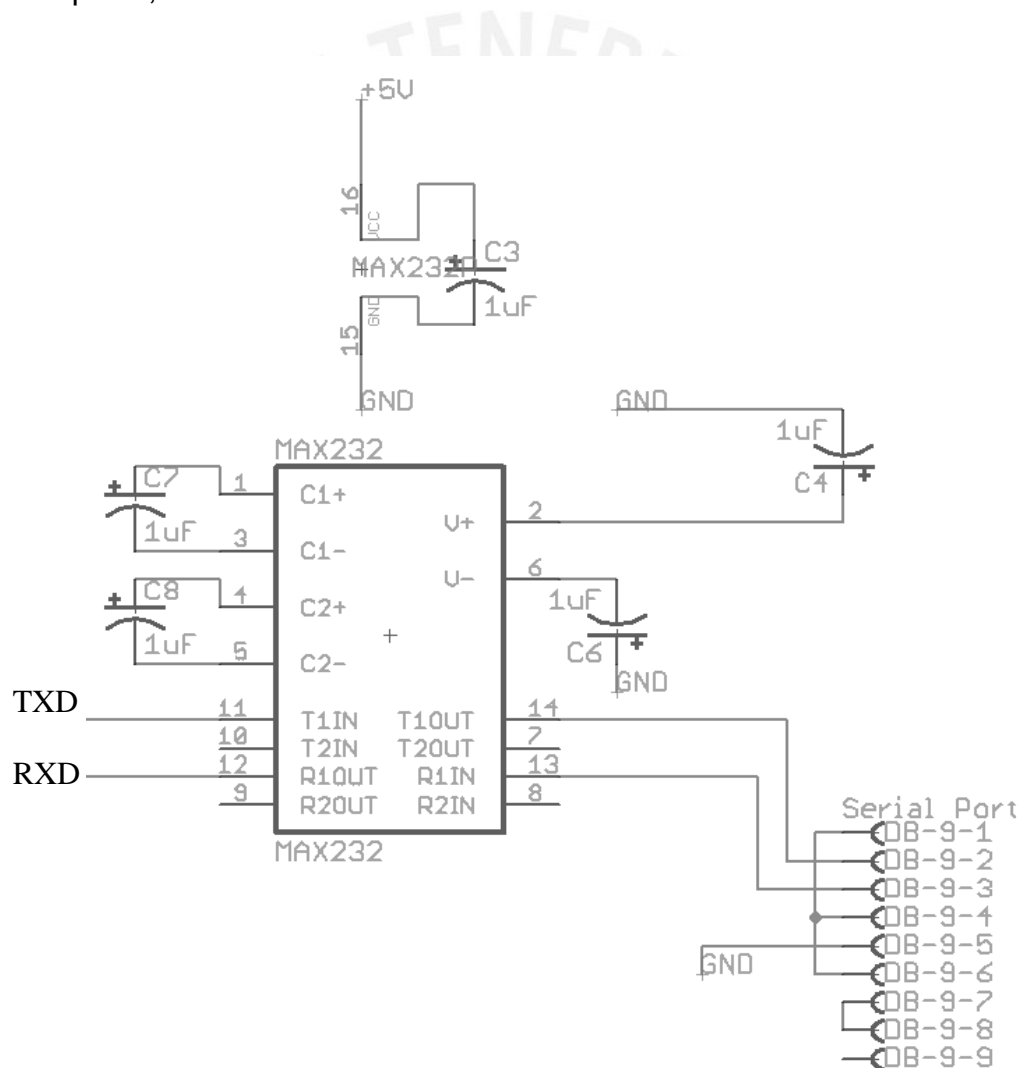 TENER
+5V
16
VCC
MAX232P
C3
1uF
GND
15
GND
GND
1uF
C4
MAX232
C7
1
C1+
1uF
3
C1-
C8
4
C2+
1uF
5
C2-
V+
2
V-
6
1uF
C6
GND
TXD
11
T1IN
T1OUT
14
10
T2IN
T2OUT
7
RXD
12
R1OUT
R1IN
13
9
R2OUT
R2IN
8
MAX232
Serial Port
DB-9-1
DB-9-2
DB-9-3
DB-9-4
DB-9-5
GND
DB-9-6
DB-9-7
DB-9-8
DB-9-9